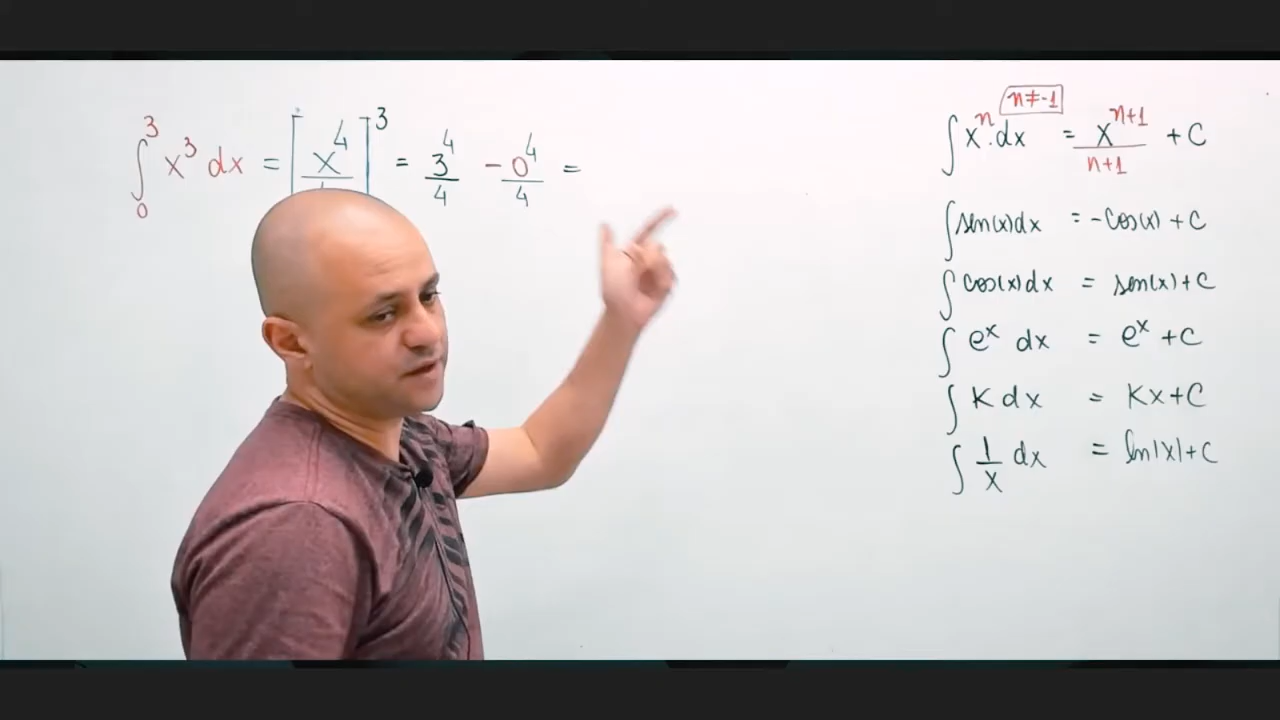 ∫₀³ x³ dx = [x⁴/4]³ = 3⁴/4 - 0⁴/4 =
n ≠ -1
∫ xⁿ · dx = xⁿ⁺¹/n+1 + C
∫ sen(x) dx = -cos(x) + C
∫ cos(x) dx = sen(x) + C
∫ eˣ dx = eˣ + C
∫ K dx = Kx + C
∫ 1/x dx = ln|x| + C